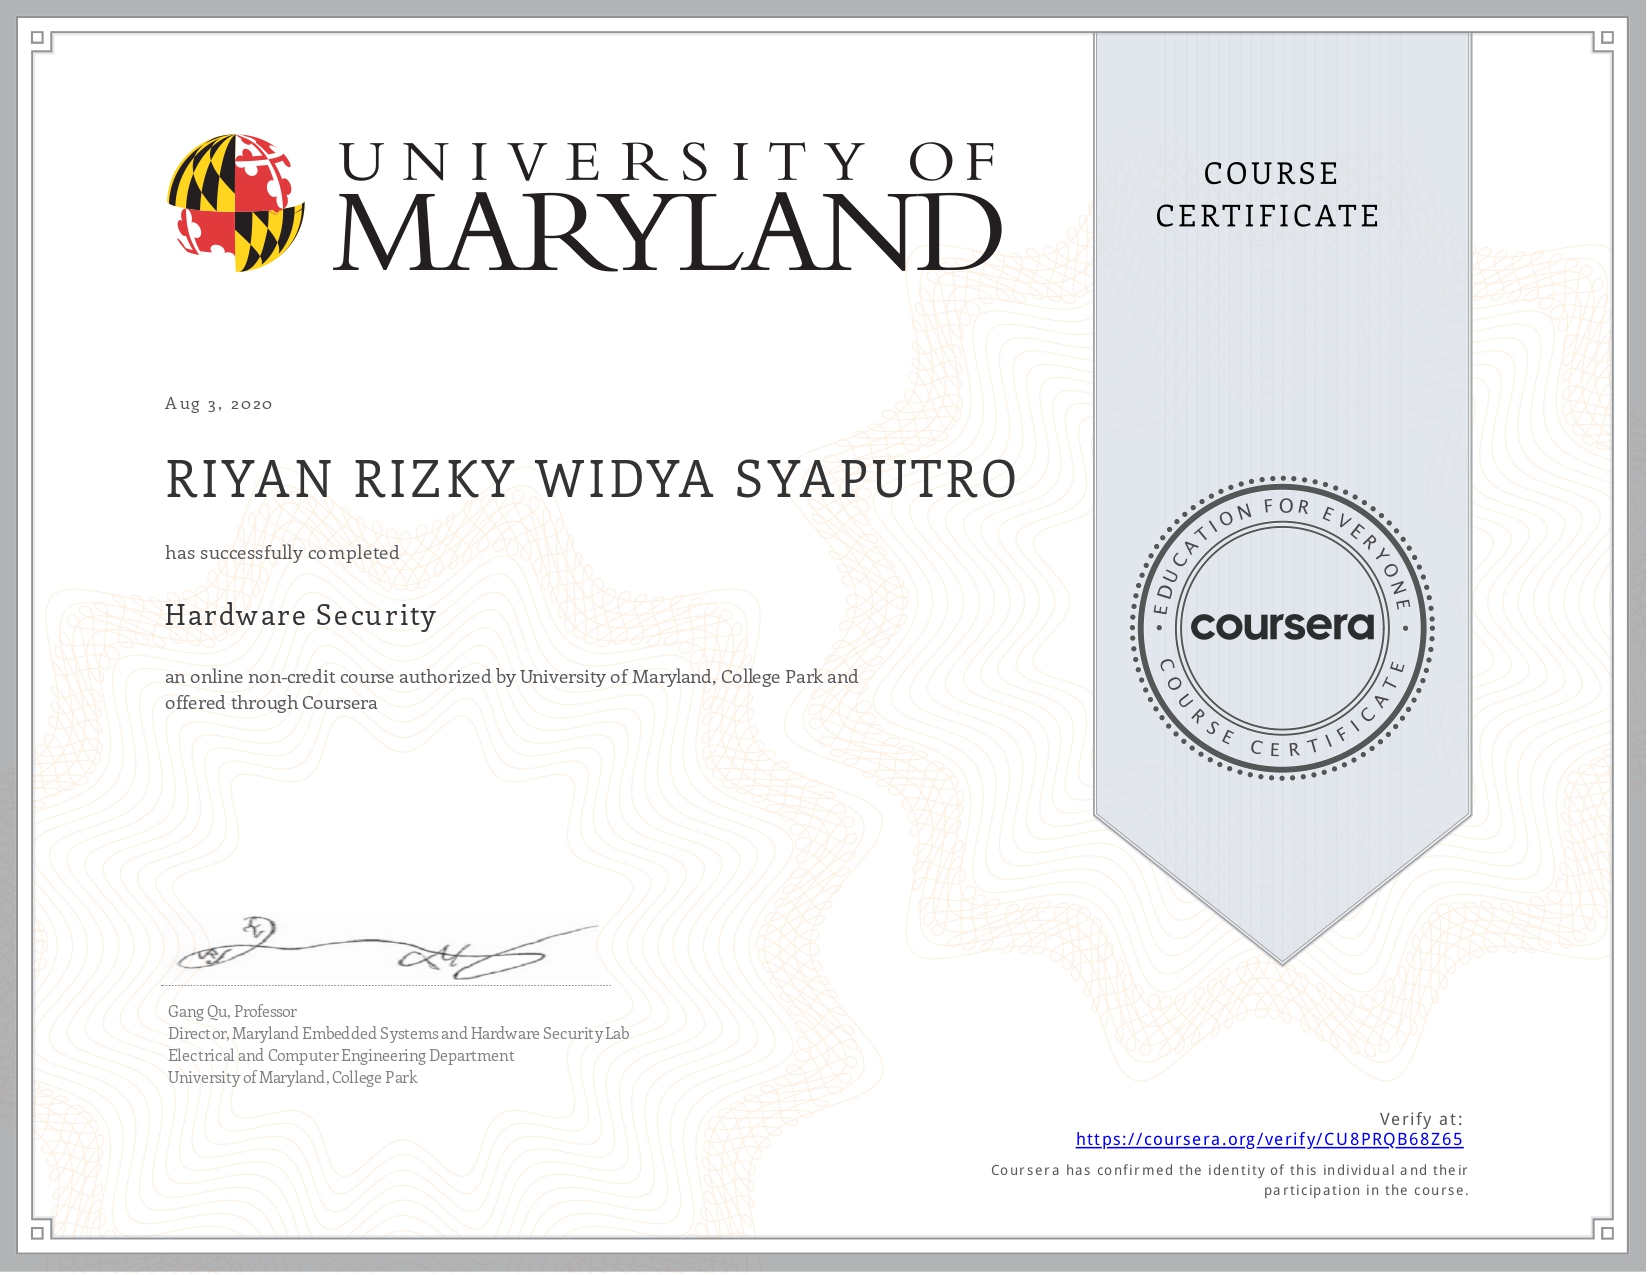 UNIVERSITY OF
MARYLAND
COURSE
CERTIFICATE
Aug 3, 2020
RIYAN RIZKY WIDYA SYAPUTRO
has successfully completed
Hardware Security
an online non-credit course authorized by University of Maryland, College Park and
offered through Coursera
• EDUCATION FOR EVERYONE •
coursera
COURSE CERTIFICATE
Gang Qu, Professor
Director, Maryland Embedded Systems and Hardware Security Lab
Electrical and Computer Engineering Department
University of Maryland, College Park
Verify at:
https://coursera.org/verify/CU8PRQB68Z65
Coursera has confirmed the identity of this individual and their
participation in the course.